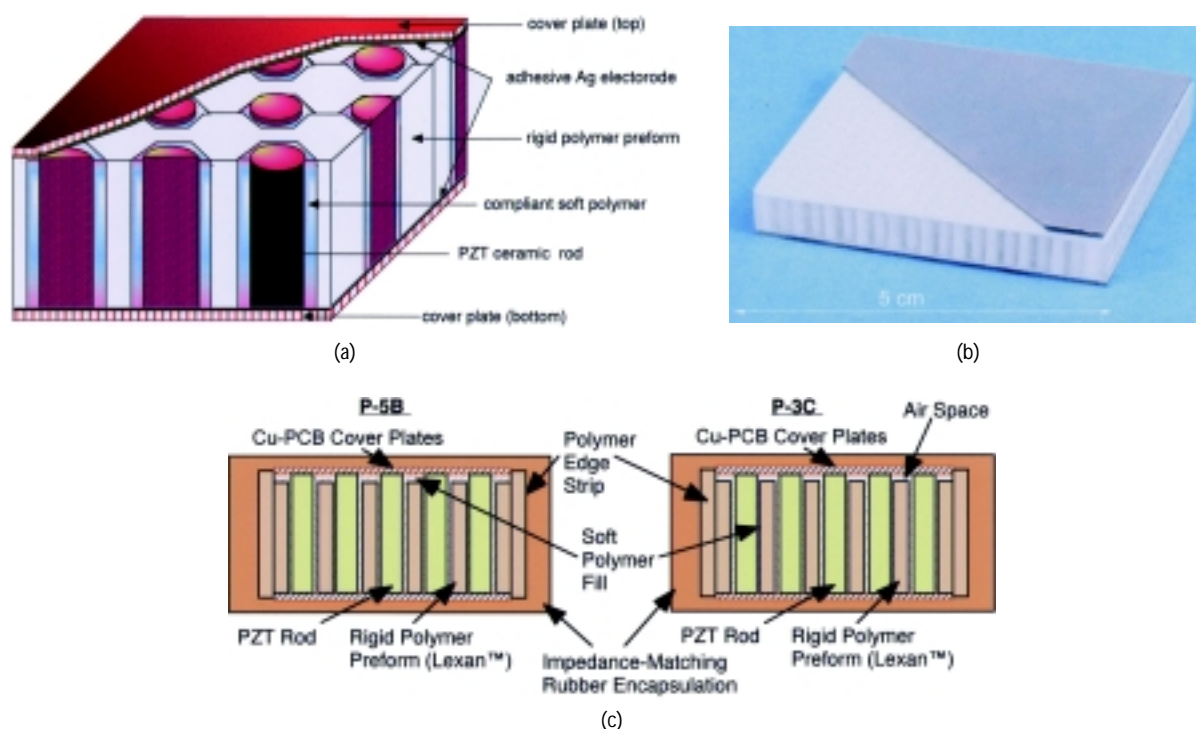 cover plate (top)
adhesive Ag electorode
rigid polymer preform
compliant soft polymer
PZT ceramic rod
cover plate (bottom)
(a)
5 cm
(b)
P-5B
Cu-PCB Cover Plates
Polymer
Edge
Strip
P-3C
Cu-PCB Cover Plates
Air Space
Soft
Polymer
Fill
PZT Rod
Rigid Polymer
Preform (Lexan™)
Impedance-Matching
Rubber Encapsulation
PZT Rod
Rigid Polymer
Preform (Lexan™)
(c)